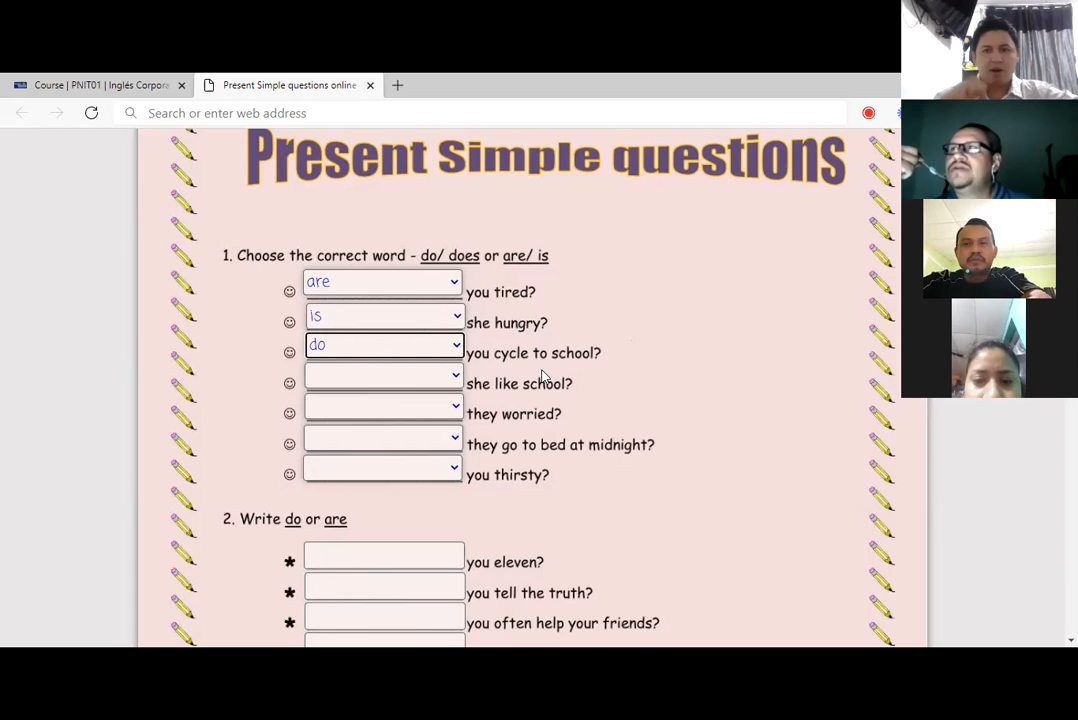 Course | PNIT01 | Inglés Corpora
Present Simple questions online
Search or enter web address
Present Simple questions
1. Choose the correct word - do/ does or are/ is
are you tired?
is she hungry?
do you cycle to school?
she like school?
they worried?
they go to bed at midnight?
you thirsty?
2. Write do or are
* you eleven?
* you tell the truth?
* you often help your friends?